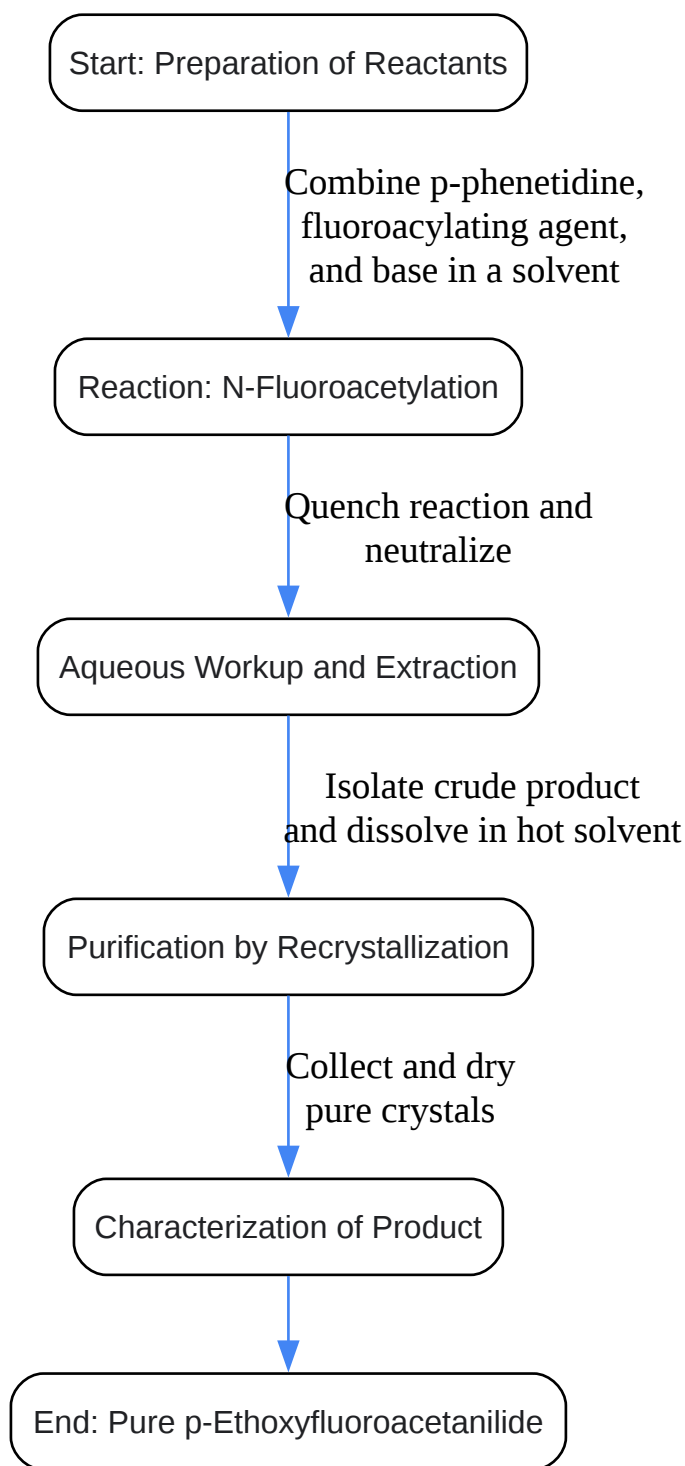 Start: Preparation of Reactants
Combine p-phenetidine,
fluoroacylating agent,
and base in a solvent
Reaction: N-Fluoroacetylation
Quench reaction and
neutralize
Aqueous Workup and Extraction
Isolate crude product
and dissolve in hot solvent
Purification by Recrystallization
Collect and dry
pure crystals
Characterization of Product
End: Pure p-Ethoxyfluoroacetanilide